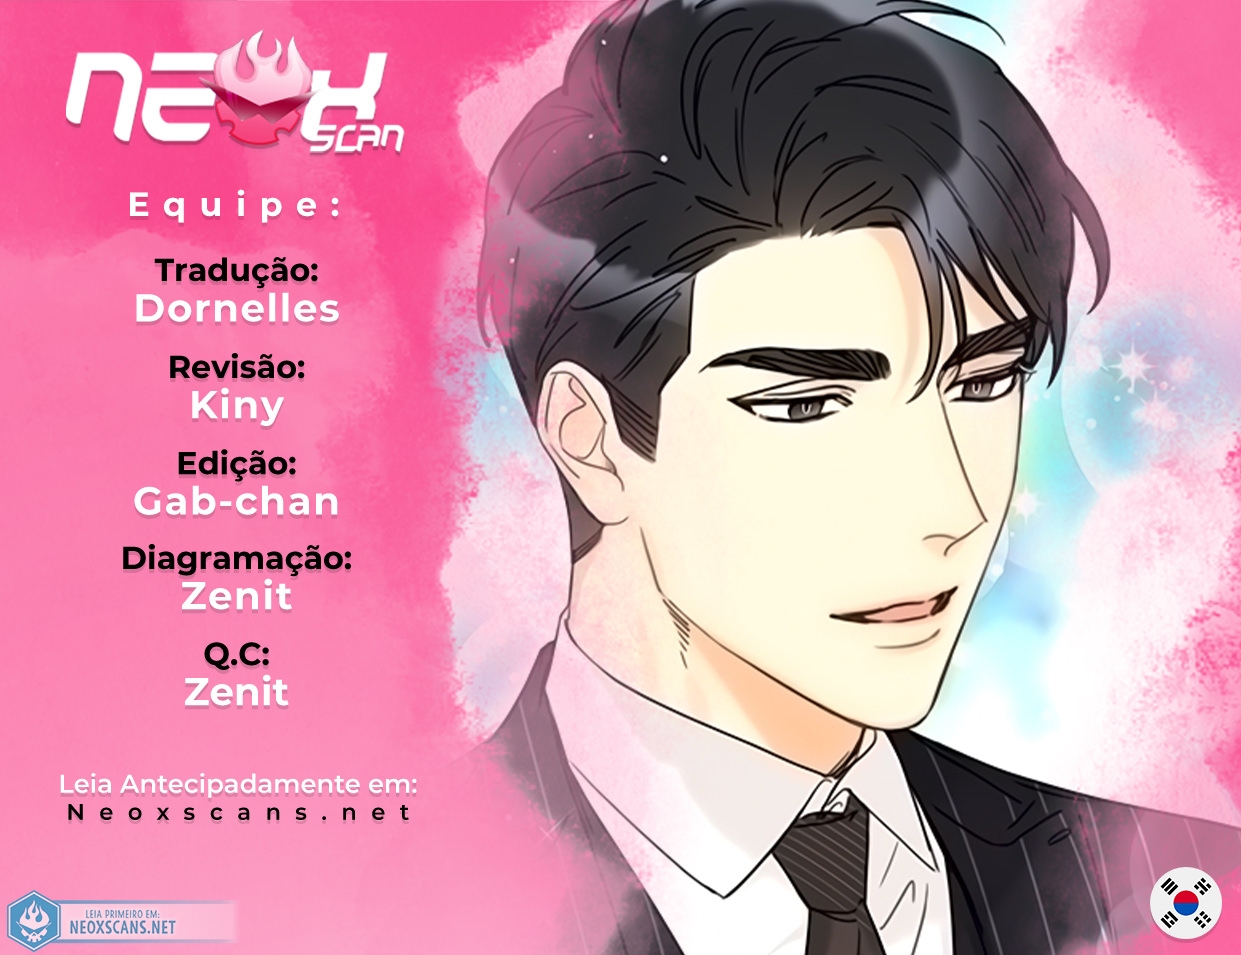 NEOX
SCAN
Equipe:
Tradução:
Dornelles
Revisão:
Kiny
Edição:
Gab-chan
Diagramação:
Zenit
Q.C:
Zenit
Leia Antecipadamente em:
Neoxscans.net
LEIA PRIMEIRO EM:
NEOXSCANS.NET